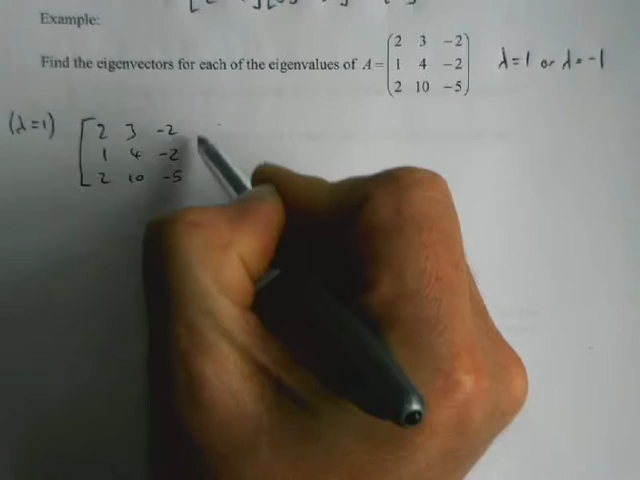 Example:
Find the eigenvectors for each of the eigenvalues of A = (2 3 -2
1 4 -2
2 10 -5) λ=1 or λ=-1
(λ=1) [2 3 -2
1 4 -2
2 10 -5